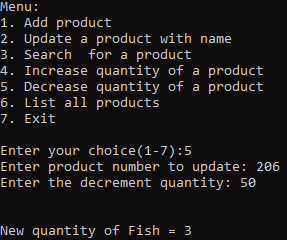 Menu:
1. Add product
2. Update a product with name
3. Search  for a product
4. Increase quantity of a product
5. Decrease quantity of a product
6. List all products
7. Exit
Enter your choice(1-7):5
Enter product number to update: 206
Enter the decrement quantity: 50
New quantity of Fish = 3